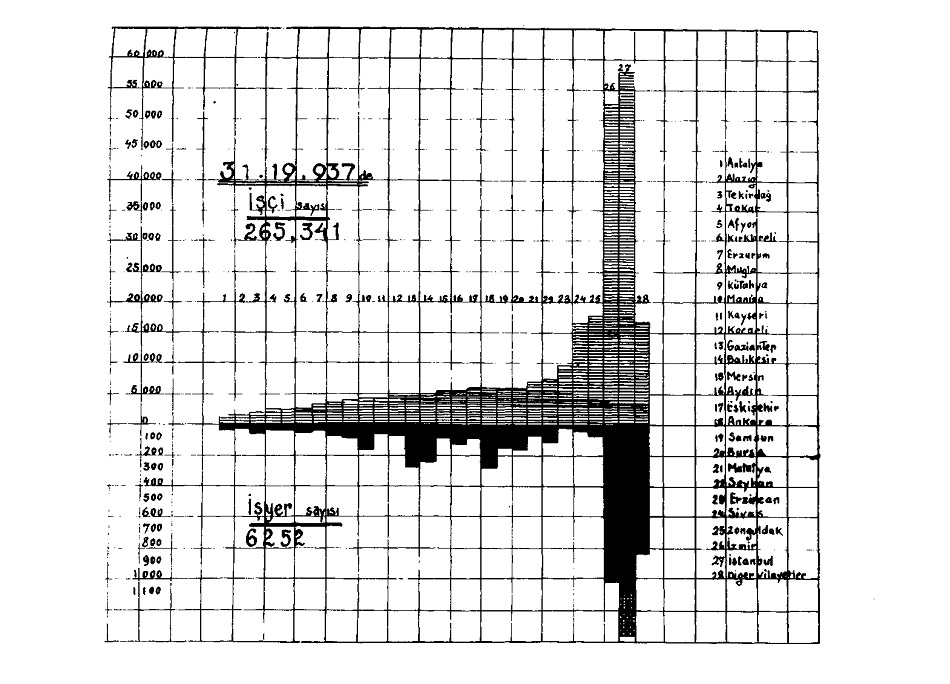 60 000
55 000
50 000
45 000
40 000
35 000
30 000
25 000
20 000
15 000
10 000
5 000
0
100
200
300
400
500
600
700
800
900
1 000
1 100
31.19.937 de
İşçi sayısı
265,341
1 2 3 4 5 6 7 8 9 10 11 12 13 14 15 16 17 18 19 20 21 22 23 24 25 28
26
27
İşyer sayısı
6252
1 Antalya
2 Alazığ
3 Tekirdağ
4 Tokat
5 Afyon
6 Kırklareli
7 Erzurum
8 Muğla
9 Kütahya
10 Manisa
11 Kayseri
12 Kocaeli
13 Gaziantep
14 Balıkesir
15 Mersin
16 Aydın
17 Eskişehir
18 Ankara
19 Samsun
20 Bursa
21 Malatya
22 Seyhan
23 Erzincan
24 Sivas
25 Zonguldak
26 İzmir
27 İstanbul
28 Diğer vilayetler